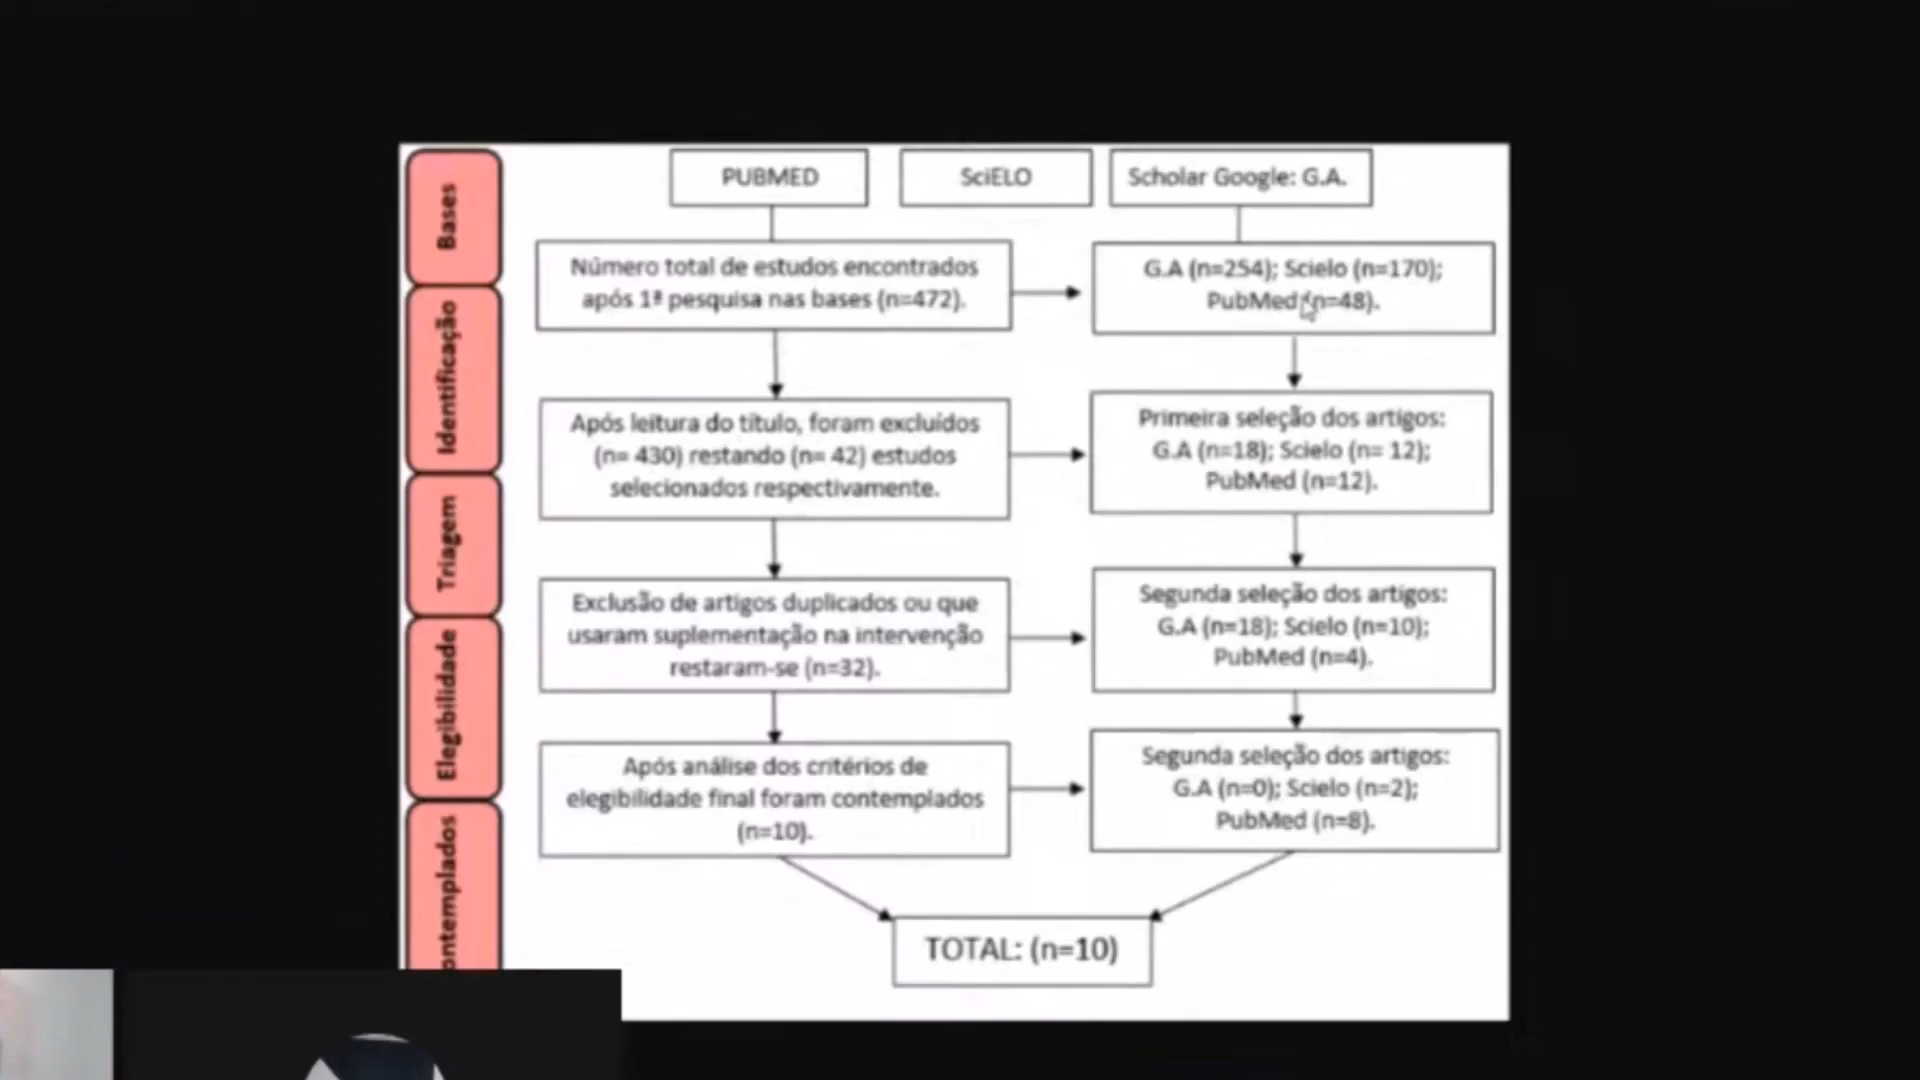 Bases
PUBMED
SciELO
Scholar Google: G.A.
Identificação
Número total de estudos encontrados
após 1ª pesquisa nas bases (n=472).
G.A (n=254); Scielo (n=170);
PubMed (n=48).
Após leitura do título, foram excluídos
(n= 430) restando (n= 42) estudos
selecionados respectivamente.
Primeira seleção dos artigos:
G.A (n=18); Scielo (n= 12);
PubMed (n=12).
Triagem
Exclusão de artigos duplicados ou que
usaram suplementação na intervenção
restaram-se (n=32).
Segunda seleção dos artigos:
G.A (n=18); Scielo (n=10);
PubMed (n=4).
Elegibilidade
Após análise dos critérios de
elegibilidade final foram contemplados
(n=10).
Segunda seleção dos artigos:
G.A (n=0); Scielo (n=2);
PubMed (n=8).
ontemplados
TOTAL: (n=10)